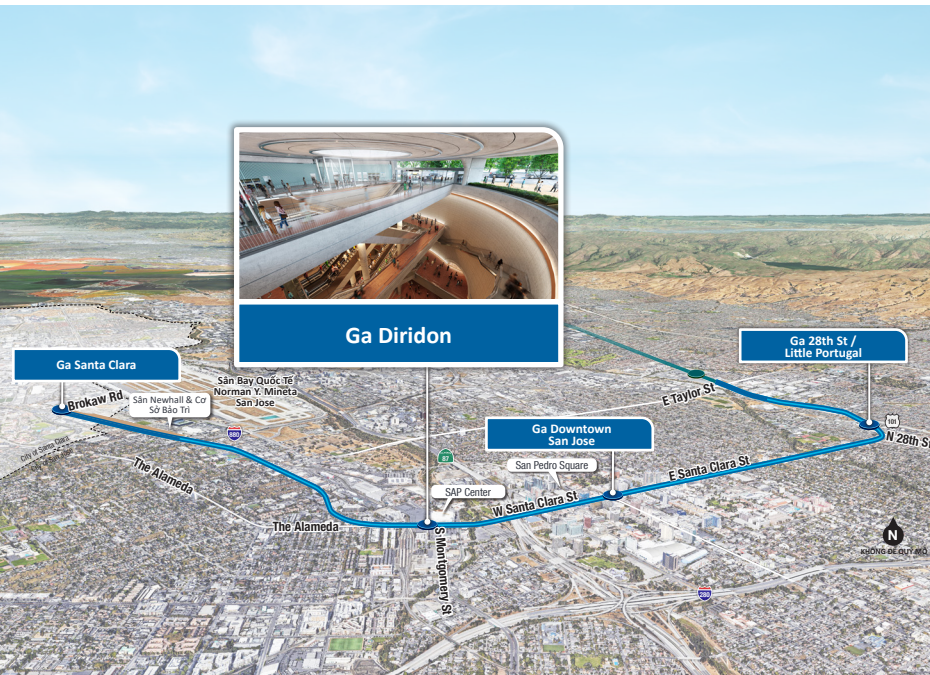 Ga Diridon
Ga Santa Clara
Ga 28th St /
Little Portugal
Brokaw Rd
Sân Bay Quốc Tế
Norman Y. Mineta
San Jose
Sân Newhall & Cơ
Sở Bảo Trì
E Taylor St
101
N 28th St
880
Ga Downtown
San Jose
City of Santa Clara
The Alameda
87
San Pedro Square
E Santa Clara St
SAP Center
W Santa Clara St
The Alameda
S Montgomery St
N
KHÔNG ĐỂ QUY MÔ
280